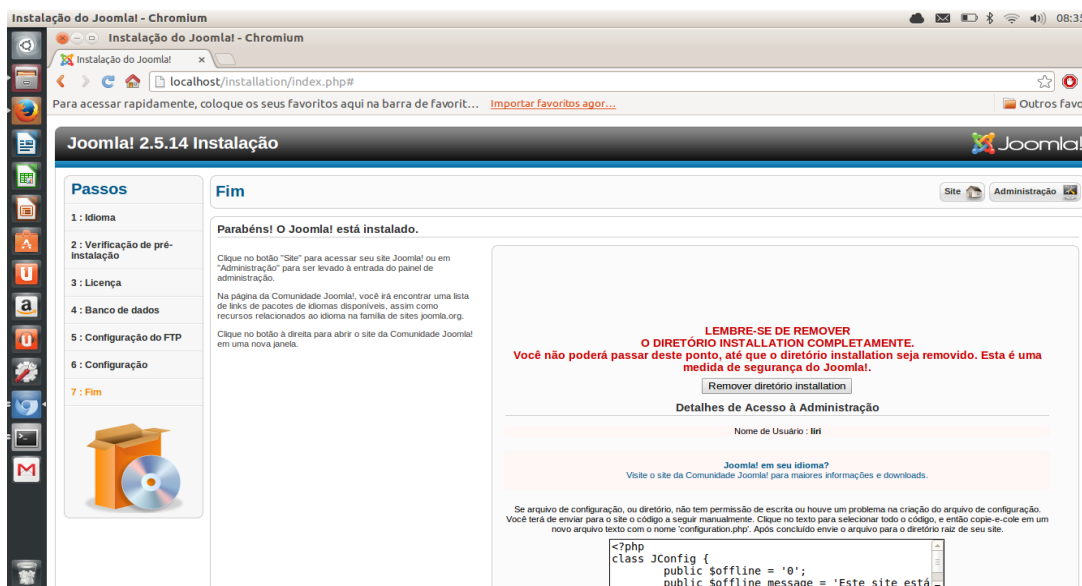 Instalação do Joomla! - Chromium
08:35
Instalação do Joomla! - Chromium
Instalação do Joomla!
localhost/installation/index.php#
Para acessar rapidamente, coloque os seus favoritos aqui na barra de favorit... Importar favoritos agor...
Outros favo
Joomla! 2.5.14 Instalação
Joomla!
Passos
1 : Idioma
2 : Verificação de pré-
instalação
3 : Licença
4 : Banco de dados
5 : Configuração do FTP
6 : Configuração
7 : Fim
Fim
Site
Administração
Parabéns! O Joomla! está instalado.
Clique no botão "Site" para acessar seu site Joomla! ou em
"Administração" para ser levado à entrada do painel de
administração.
Na página da Comunidade Joomla!, você irá encontrar uma lista
de links de pacotes de idiomas disponíveis, assim como
recursos relacionados ao idioma na família de sites joomla.org.
Clique no botão à direita para abrir o site da Comunidade Joomla!
em uma nova janela.
LEMBRE-SE DE REMOVER
O DIRETÓRIO INSTALLATION COMPLETAMENTE.
Você não poderá passar deste ponto, até que o diretório installation seja removido. Esta é uma
medida de segurança do Joomla!.
Remover diretório installation
Detalhes de Acesso à Administração
Nome de Usuário : liri
Joomla! em seu idioma?
Visite o site da Comunidade Joomla! para maiores informações e downloads.
Se arquivo de configuração, ou diretório, não tem permissão de escrita ou houve um problema na criação do arquivo de configuração.
Você terá de enviar para o site o código a seguir manualmente. Clique no texto para selecionar todo o código, e então copie-e-cole em um
novo arquivo texto com o nome 'configuration.php'. Após concluído envie o arquivo para o diretório raiz de seu site.
<?php
class JConfig {
public $offline = '0';
public $offline_message = 'Este site está